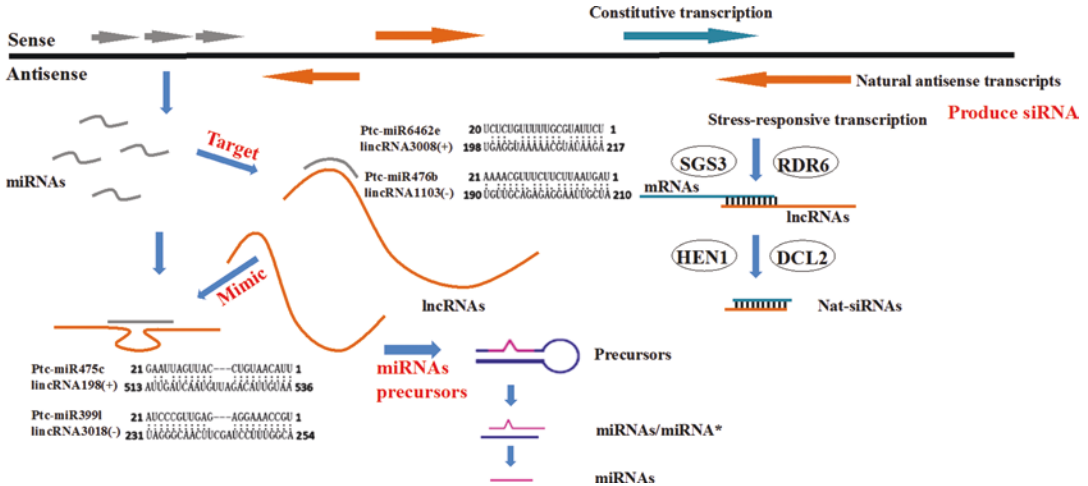 Constitutive transcription
Sense
Antisense
Natural antisense transcripts
Produce siRNA
Stress-responsive transcription
miRNAs
Target
Ptc-miR6462e 20 UCUCUGUUUUUGCGUAUUCU 1
lincRNA3008(+) 198 UGAGGUAAAAACGUAUAAGA 217
Ptc-miR476b 21 AAAACGUUUCUUCUUAAUGAU 1
lincRNA1103(-) 190 UGUUGCAGAGAGGAAUUGCUA 210
SGS3 RDR6
mRNAs
lncRNAs
HEN1 DCL2
Nat-siRNAs
Mimic
lncRNAs
Ptc-miR475c 21 GAAUUAGUUAC---CUGUAACAUU 1
lincRNA198(+) 513 AUUGAUCAAUGUUAGACAUUGUAA 536
Ptc-miR399l 21 AUCCCGUUGAG---AGGAAACCGU 1
lincRNA3018(-) 231 UAGGGCAACUUCGAUCCUUUGGCA 254
miRNAs
precursors
Precursors
miRNAs/miRNA*
miRNAs